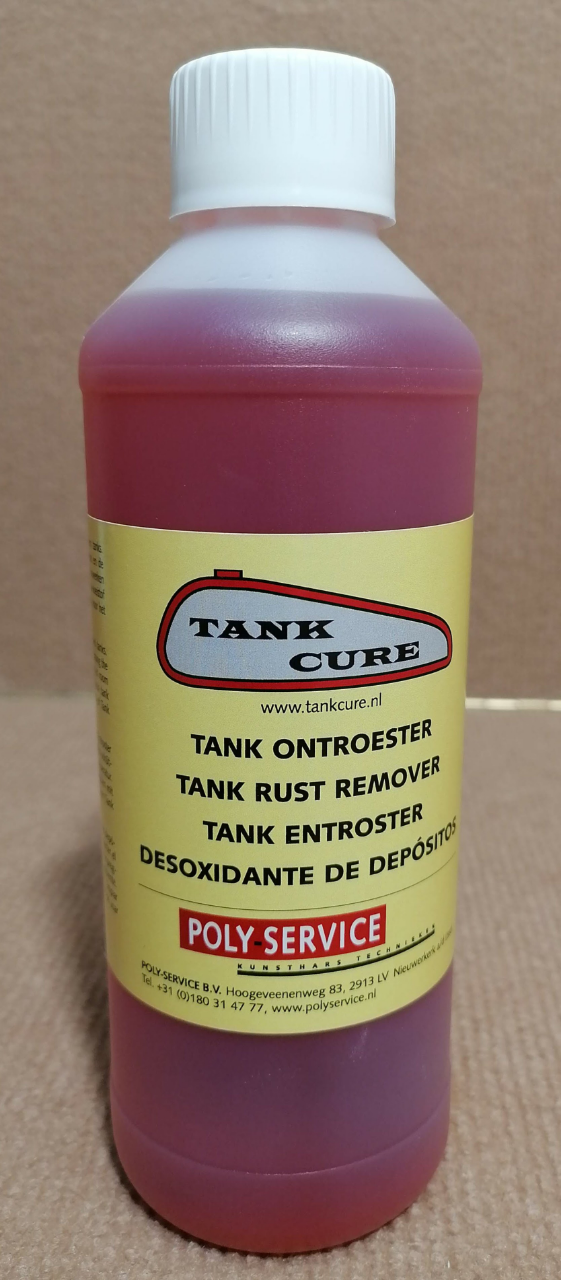 TANK
CURE
www.tankcure.nl
TANK ONTROESTER
TANK RUST REMOVER
TANK ENTROSTER
DESOXIDANTE DE DEPÓSITOS
POLY-SERVICE
KUNSTHARS TECHNIEKEN
POLY-SERVICE B.V. Hoogeveenenweg 83, 2913 LV Nieuwerkerk
Tel. +31 (0)180 31 47 77, www.polyservice.nl